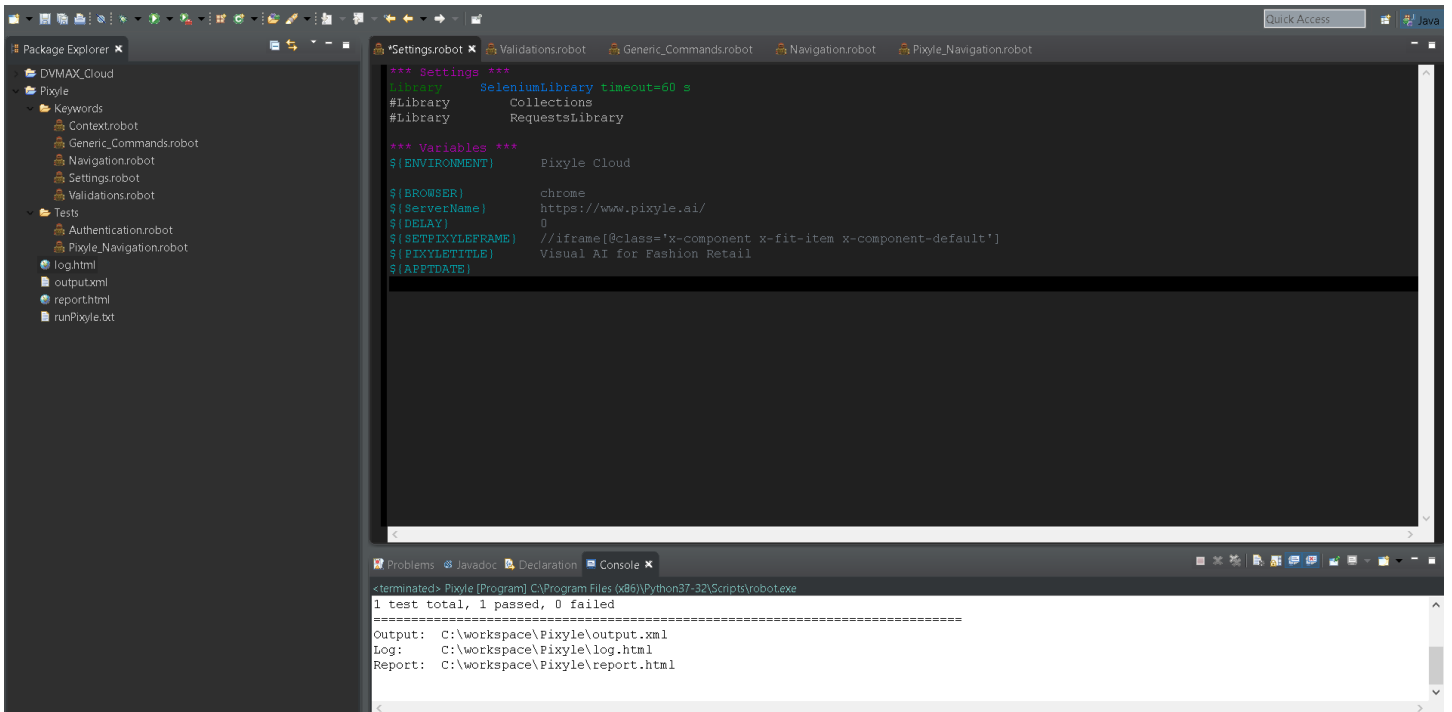 Quick Access
Java
Package Explorer
DVMAX_Cloud
Pixyle
Keywords
Context.robot
Generic_Commands.robot
Navigation.robot
Settings.robot
Validations.robot
Tests
Authentication.robot
Pixyle_Navigation.robot
log.html
output.xml
report.html
runPixyle.txt
*Settings.robot Validations.robot Generic_Commands.robot Navigation.robot Pixyle_Navigation.robot
*** Settings ***
Library SeleniumLibrary timeout=60 s
#Library Collections
#Library RequestsLibrary
*** Variables ***
${ENVIRONMENT} Pixyle Cloud
${BROWSER} chrome
${ServerName} https://www.pixyle.ai/
${DELAY} 0
${SETPIXYLEFRAME} //iframe[@class='x-component x-fit-item x-component-default']
${PIXYLETITLE} Visual AI for Fashion Retail
${APPTDATE}
Problems Javadoc Declaration Console
<terminated> Pixyle [Program] C:\Program Files (x86)\Python37-32\Scripts\robot.exe
1 test total, 1 passed, 0 failed
==============================================================================
Output: C:\workspace\Pixyle\output.xml
Log: C:\workspace\Pixyle\log.html
Report: C:\workspace\Pixyle\report.html